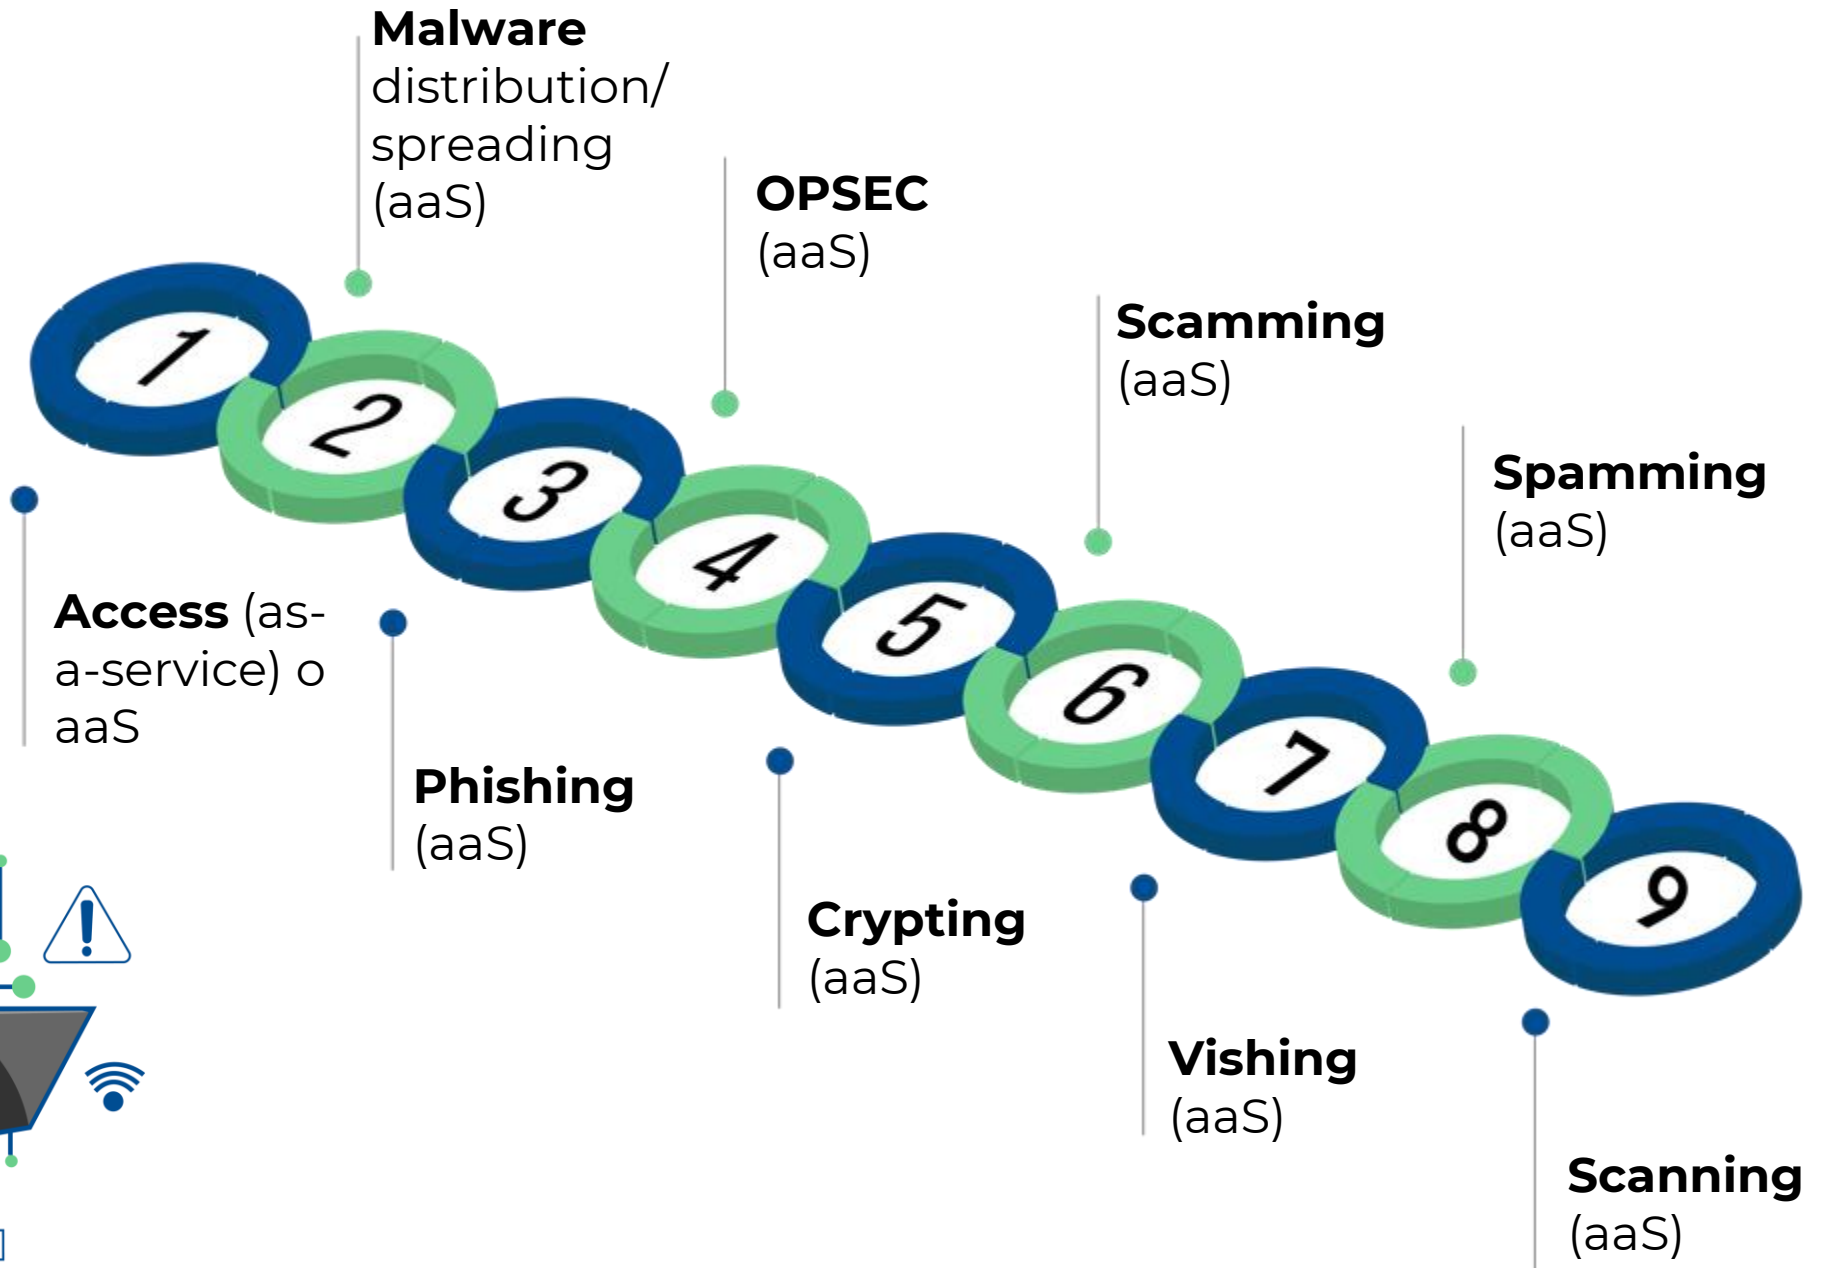 Malware
distribution/
spreading
(aaS)
OPSEC
(aaS)
Scamming
(aaS)
Spamming
(aaS)
1
2
3
4
5
6
7
8
9
Access (as-
a-service) o
aaS
Phishing
(aaS)
Crypting
(aaS)
Vishing
(aaS)
Scanning
(aaS)